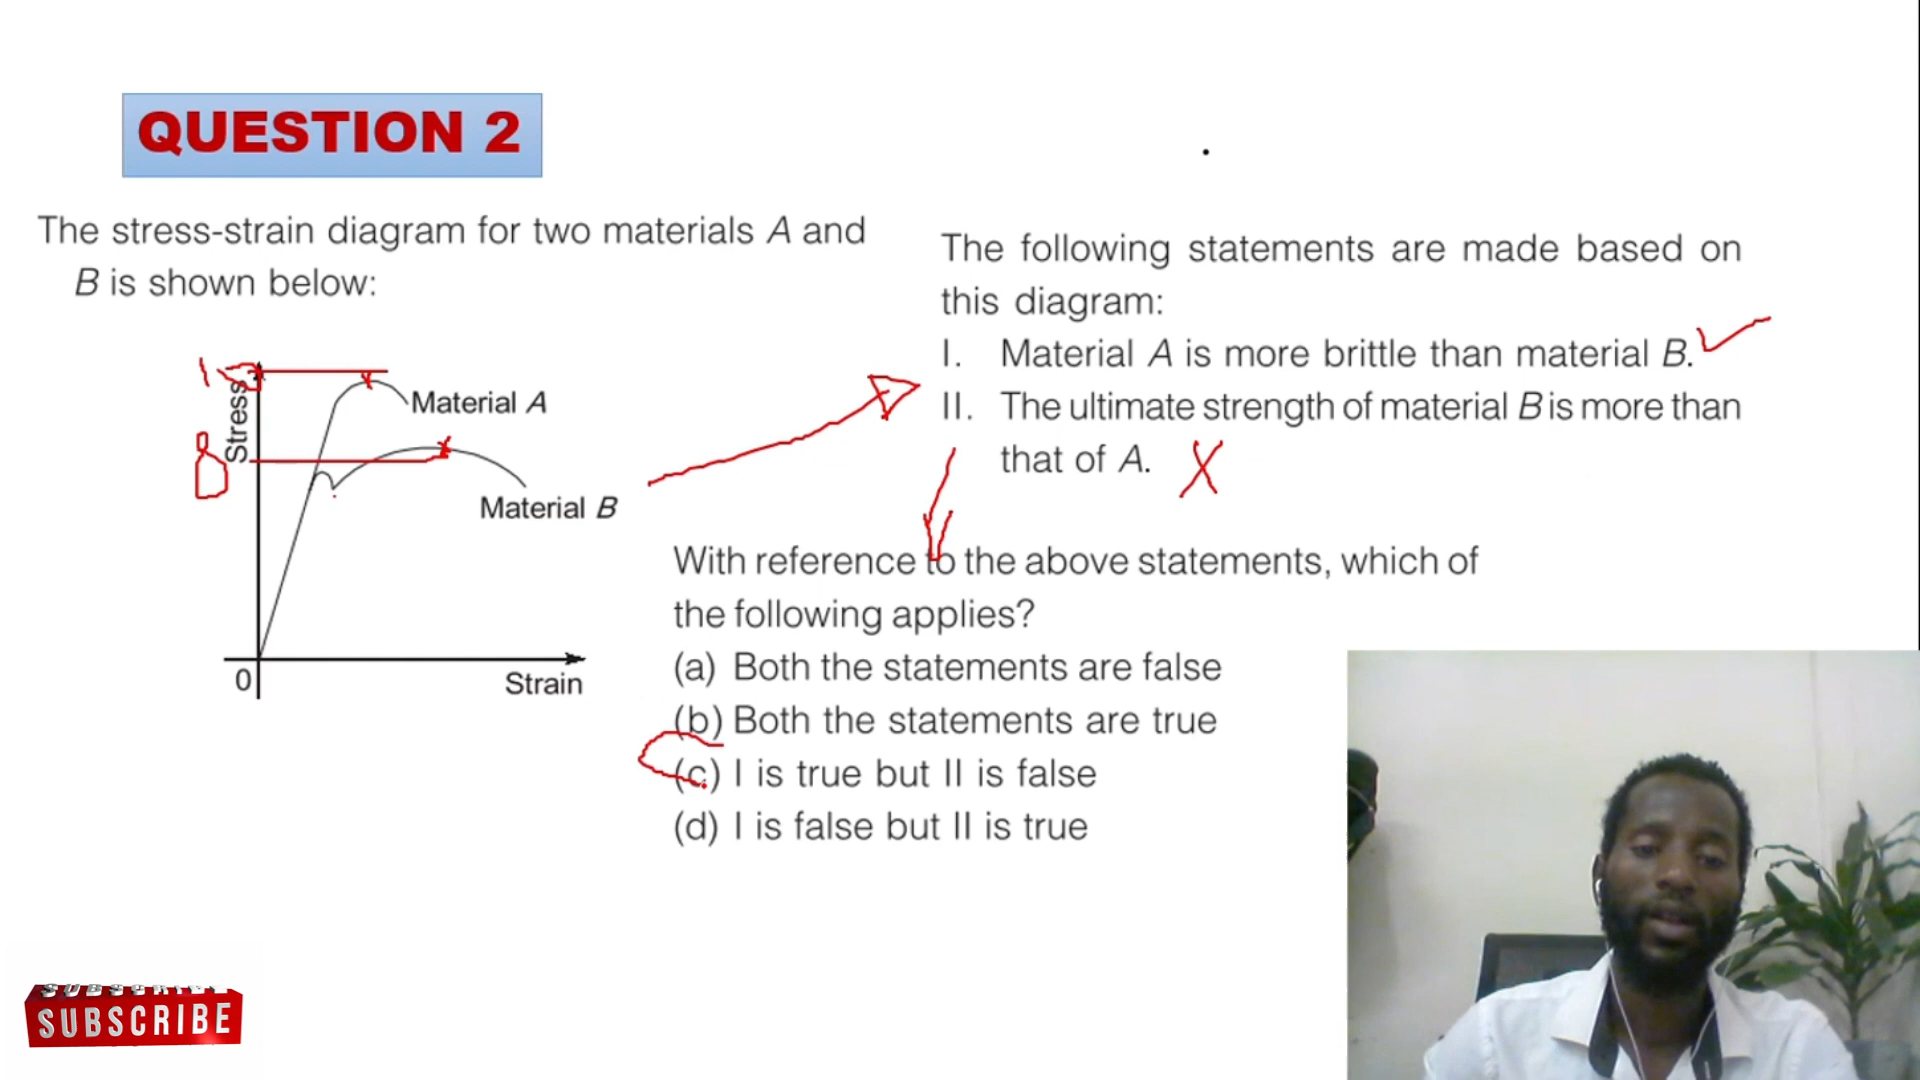 QUESTION 2
The stress-strain diagram for two materials A and
B is shown below:
Stress
Material A
Material B
0
Strain
The following statements are made based on
this diagram:
I. Material A is more brittle than material B.
II. The ultimate strength of material B is more than
that of A.
With reference to the above statements, which of
the following applies?
(a) Both the statements are false
(b) Both the statements are true
(c) I is true but II is false
(d) I is false but II is true
SUBSCRIBE